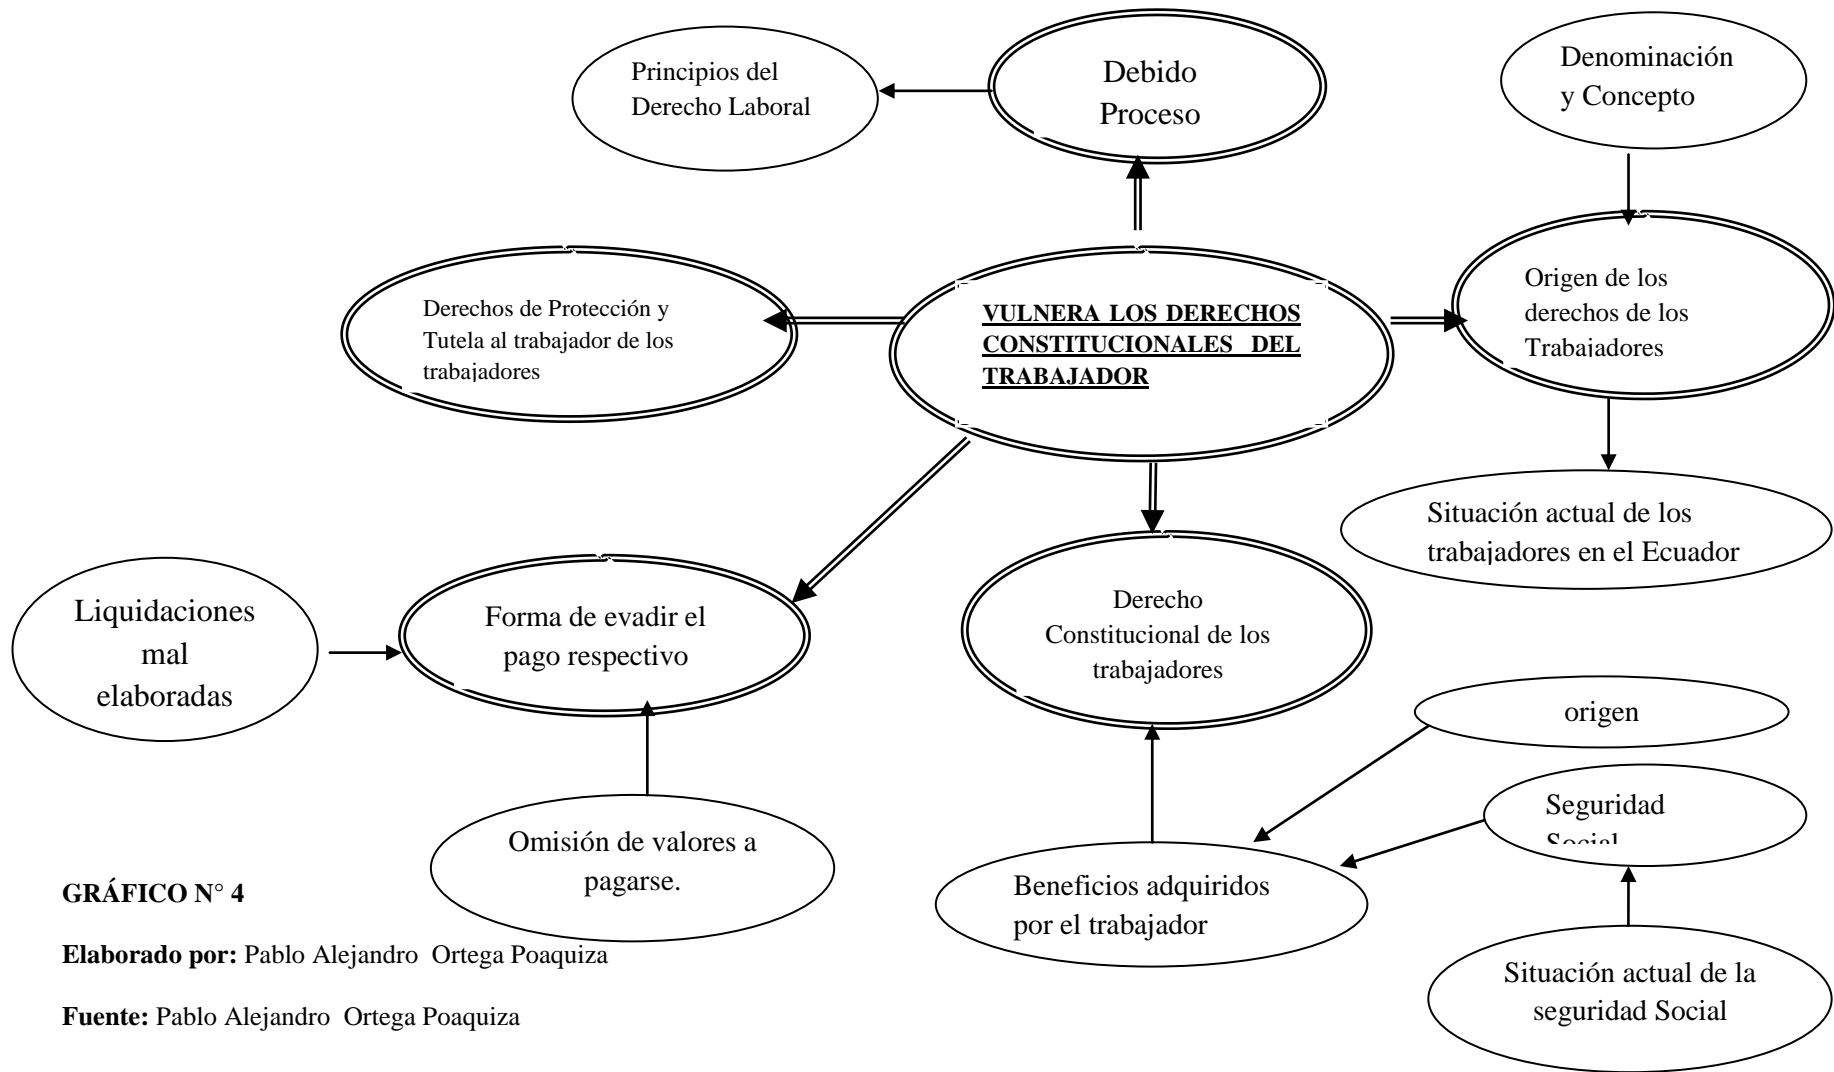 Principios del
Derecho Laboral
Debido
Proceso
Denominación
y Concepto
Derechos de Protección y
Tutela al trabajador de los
trabajadores
VULNERA LOS DERECHOS
CONSTITUCIONALES DEL
TRABAJADOR
Origen de los
derechos de los
Trabajadores
Situación actual de los
trabajadores en el Ecuador
Liquidaciones
mal
elaboradas
Forma de evadir el
pago respectivo
Derecho
Constitucional de los
trabajadores
origen
Seguridad
Social
Omisión de valores a
pagarse.
Beneficios adquiridos
por el trabajador
Situación actual de la
seguridad Social
GRÁFICO N° 4
Elaborado por: Pablo Alejandro Ortega Poaquiza
Fuente: Pablo Alejandro Ortega Poaquiza